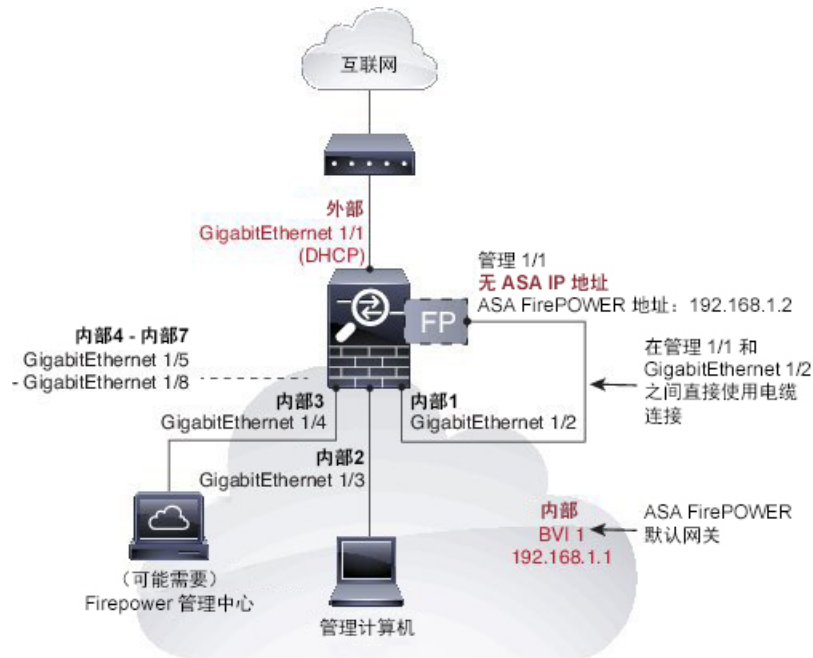 互联网
外部
GigabitEthernet 1/1
(DHCP)
管理 1/1
无 ASA IP 地址
ASA FirePOWER 地址：192.168.1.2
FP
内部4 - 内部7
GigabitEthernet 1/5
- GigabitEthernet 1/8
在管理 1/1 和
GigabitEthernet 1/2
之间直接使用电缆
连接
内部3
GigabitEthernet 1/4
内部1
GigabitEthernet 1/2
内部2
GigabitEthernet 1/3
内部
BVI 1
192.168.1.1
ASA FirePOWER
默认网关
（可能需要）
Firepower 管理中心
管理计算机